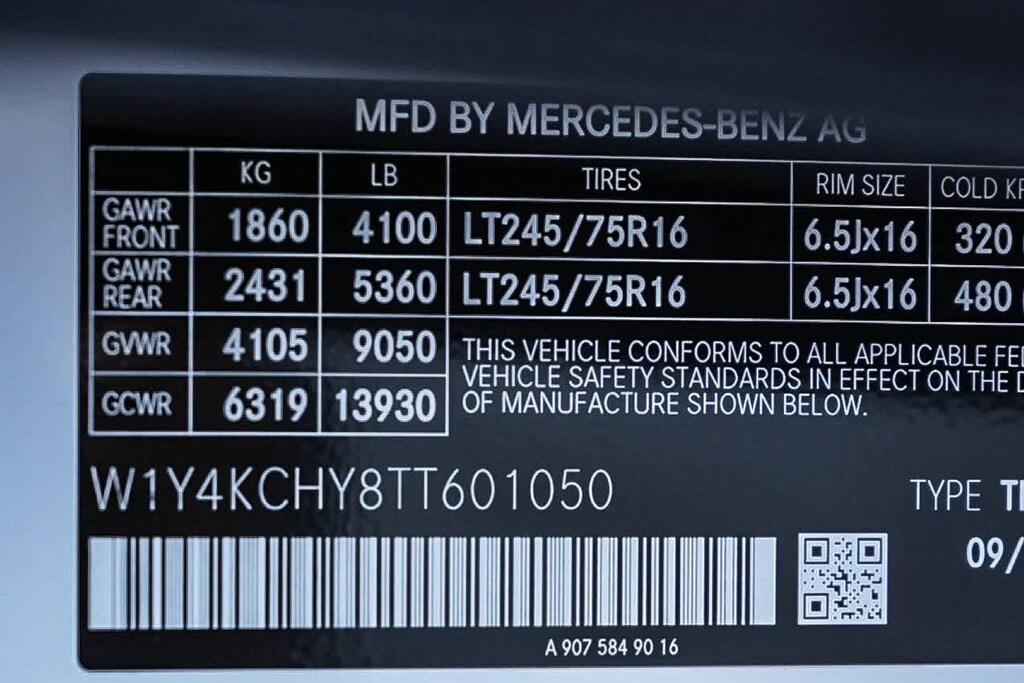 MFD BY MERCEDES-BENZ AG
KG LB TIRES RIM SIZE COLD
GAWR FRONT 1860 4100 LT245/75R16 6.5Jx16 320
GAWR REAR 2431 5360 LT245/75R16 6.5Jx16 480
GVWR 4105 9050
GCWR 6319 13930
THIS VEHICLE CONFORMS TO ALL APPLICABLE
VEHICLE SAFETY STANDARDS IN EFFECT ON THE
OF MANUFACTURE SHOWN BELOW.
W1Y4KCHY8TT601050
TYPE
09/
A 907 584 90 16